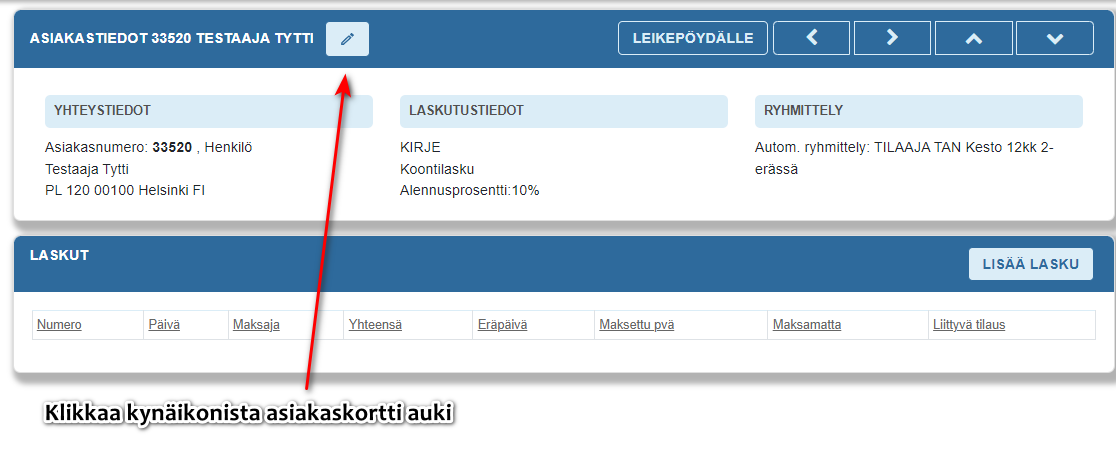 ASIAKASTIEDOT 33520 TESTAAJA TYTTI
LEIKEPÖYDÄLLE
YHTEYSTIEDOT
Asiakasnumero: 33520 , Henkilö
Testaaja Tytti
PL 120 00100 Helsinki FI
LASKUTUSTIEDOT
KIRJE
Koontilasku
Alennusprosentti:10%
RYHMITTELY
Autom. ryhmittely: TILAAJA TAN Kesto 12kk 2-
erässä
LASKUT
LISÄÄ LASKU
Numero Päivä Maksaja Yhteensä Eräpäivä Maksettu pvä Maksamatta Liittyvä tilaus
Klikkaa kynäikonista asiakaskortti auki